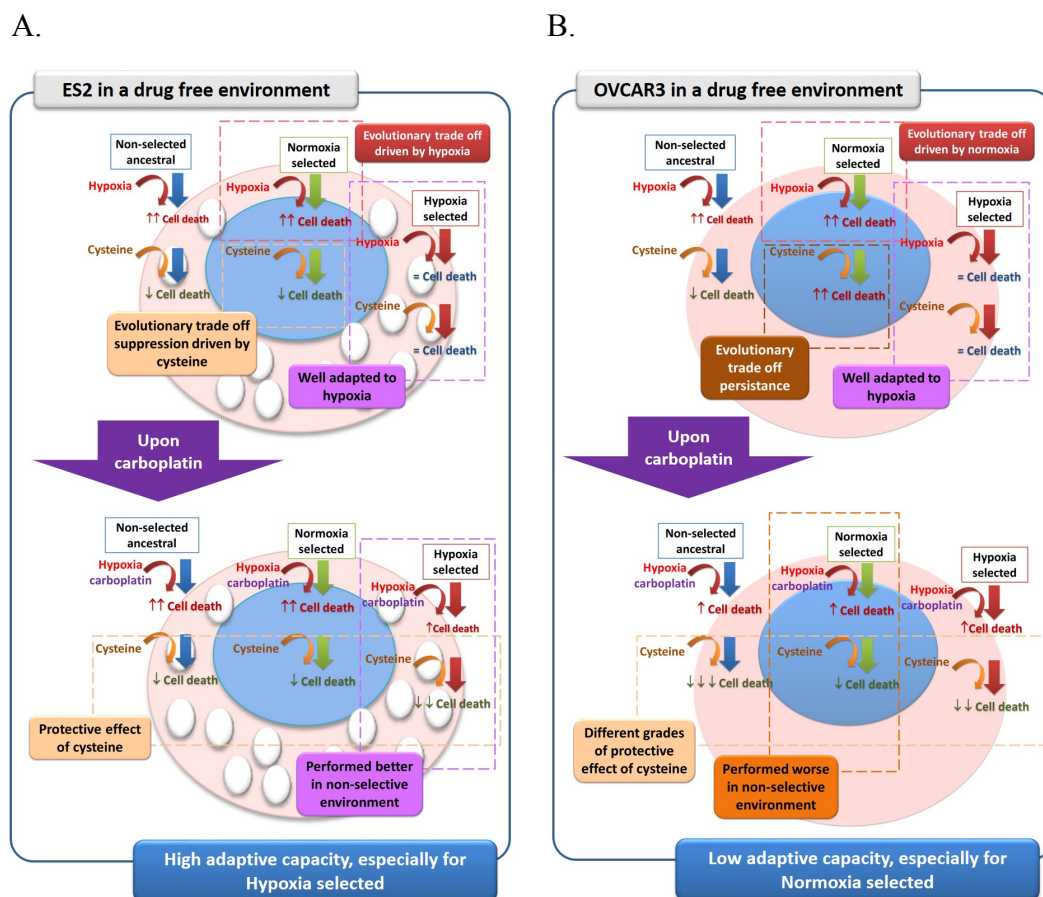 A.
ES2 in a drug free environment
Non-selected
ancestral
Normoxia
selected
Evolutionary trade off
driven by hypoxia
Hypoxia
↑↑ Cell death
Hypoxia
↑↑ Cell death
Hypoxia
selected
Hypoxia
= Cell death
Cysteine
↓ Cell death
Cysteine
↓ Cell death
Cysteine
= Cell death
Evolutionary trade off
suppression driven by
cysteine
Well adapted to
hypoxia
Upon
carboplatin
Non-selected
ancestral
Normoxia
selected
Hypoxia
selected
Hypoxia
carboplatin
↑↑ Cell death
Hypoxia
carboplatin
↑↑ Cell death
Hypoxia
carboplatin
↑Cell death
Cysteine
↓ Cell death
Cysteine
↓ Cell death
Cysteine
↓↓ Cell death
Protective effect
of cysteine
Performed better
in non-selective
environment
High adaptive capacity, especially for
Hypoxia selected
B.
OVCAR3 in a drug free environment
Non-selected
ancestral
Normoxia
selected
Evolutionary trade off
driven by normoxia
Hypoxia
↑↑ Cell death
Hypoxia
↑↑ Cell death
Hypoxia
selected
Hypoxia
= Cell death
Cysteine
↓ Cell death
Cysteine
↑↑ Cell death
Cysteine
= Cell death
Evolutionary
trade off
persistance
Well adapted to
hypoxia
Upon
carboplatin
Non-selected
ancestral
Normoxia
selected
Hypoxia
selected
Hypoxia
carboplatin
↑ Cell death
Hypoxia
carboplatin
↑ Cell death
Hypoxia
carboplatin
↑Cell death
Cysteine
↓↓↓ Cell death
Cysteine
↓ Cell death
Cysteine
↓↓ Cell death
Different grades
of protective
effect of cysteine
Performed worse
in non-selective
environment
Low adaptive capacity, especially for
Normoxia selected